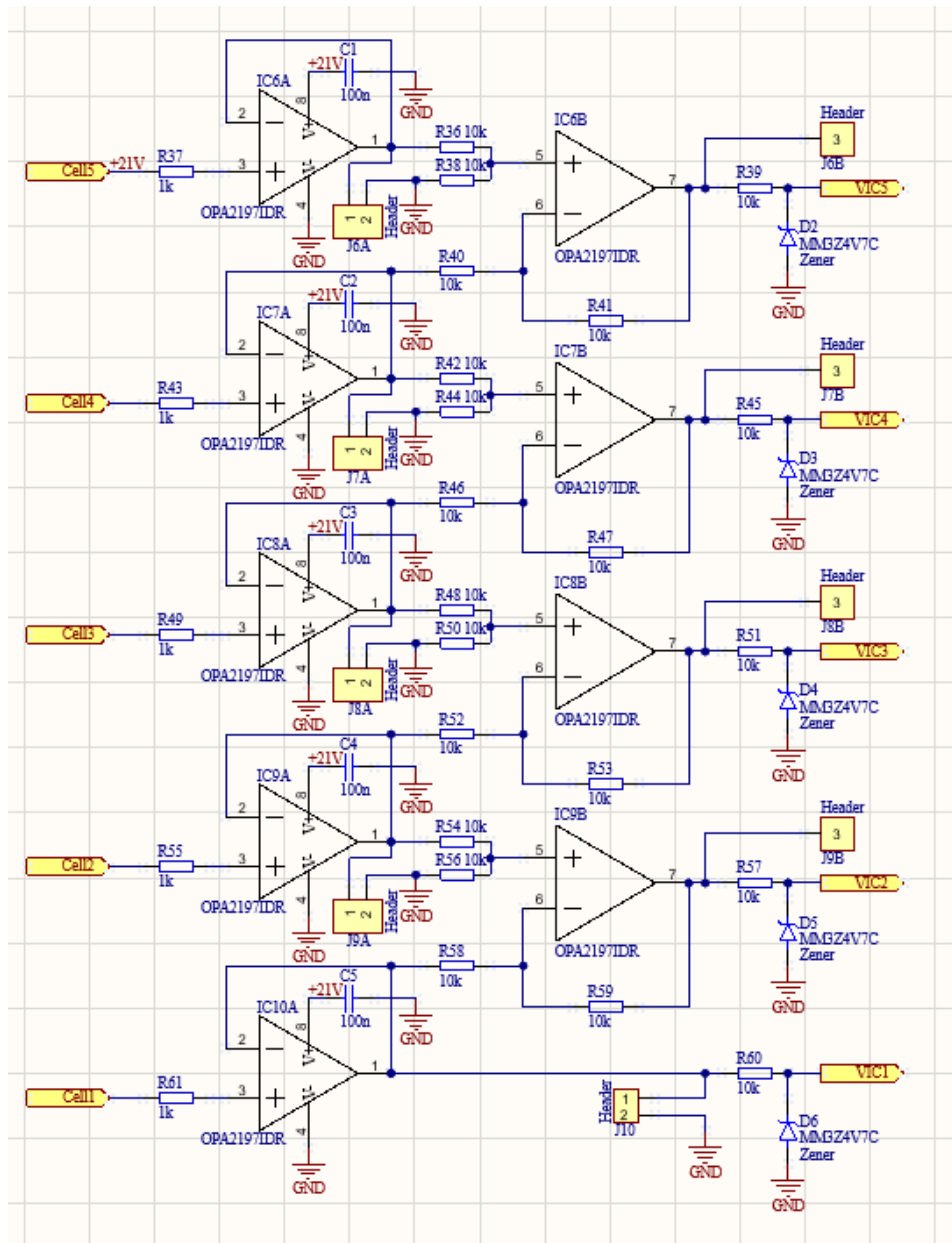 C1
IC6A
+21V
100n
GND
8
V+
2
1
Cell5
+21V
R37
1k
3
V-
4
OPA2197IDR
GND
R36 10k
R38 10k
GND
1
2
Header
J6A
IC6B
5
6
7
OPA2197IDR
Header
3
J6B
R39
10k
VIC5
D2
MM3Z4V7C
Zener
GND
R40
10k
R41
10k
C2
IC7A
+21V
100n
GND
8
V+
2
1
Cell4
R43
1k
3
V-
4
OPA2197IDR
GND
R42 10k
R44 10k
GND
1
2
Header
J7A
IC7B
5
6
7
OPA2197IDR
Header
3
J7B
R45
10k
VIC4
D3
MM3Z4V7C
Zener
GND
R46
10k
R47
10k
C3
IC8A
+21V
100n
GND
8
V+
2
1
Cell3
R49
1k
3
V-
4
OPA2197IDR
GND
R48 10k
R50 10k
GND
1
2
Header
J8A
IC8B
5
6
7
OPA2197IDR
Header
3
J8B
R51
10k
VIC3
D4
MM3Z4V7C
Zener
GND
R52
10k
R53
10k
C4
IC9A
+21V
100n
GND
8
V+
2
1
Cell2
R55
1k
3
V-
4
OPA2197IDR
GND
R54 10k
R56 10k
GND
1
2
Header
J9A
IC9B
5
6
7
OPA2197IDR
Header
3
J9B
R57
10k
VIC2
D5
MM3Z4V7C
Zener
GND
R58
10k
R59
10k
C5
IC10A
+21V
100n
GND
8
V+
2
1
Cell1
R61
1k
3
V-
4
OPA2197IDR
GND
Header
1
2
J10
GND
R60
10k
VIC1
D6
MM3Z4V7C
Zener
GND